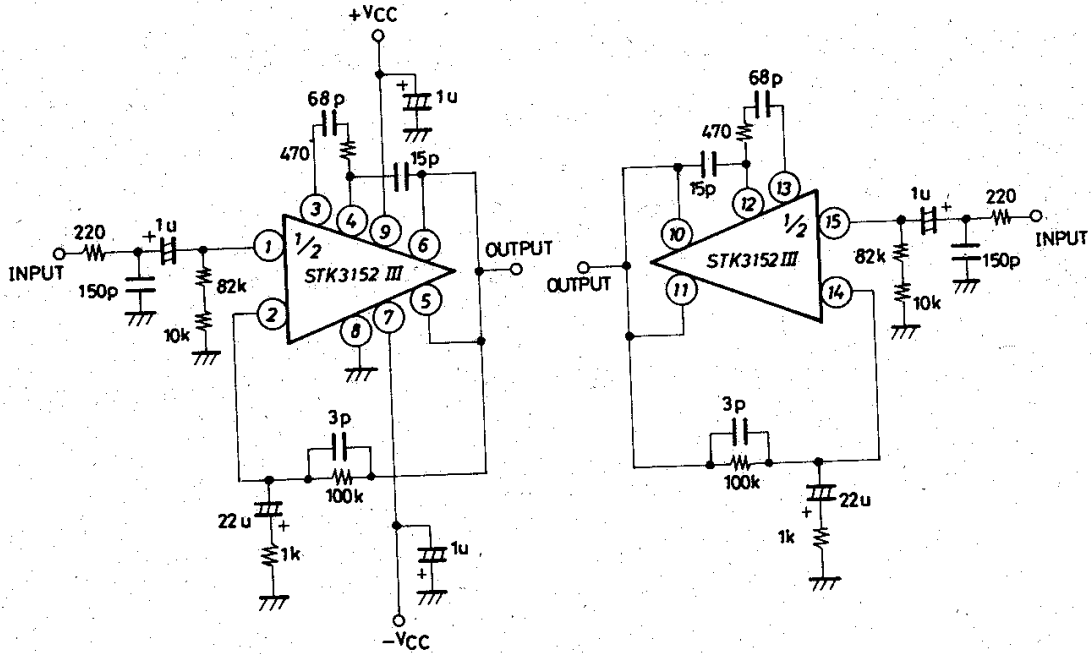 +VCC
68p
1u
470
15p
3
4
9
6
220
1u
+
1
1/2
STK3152 III
OUTPUT
INPUT
150p
82k
10k
2
5
7
8
3p
100k
22u
+
1k
1u
+
-VCC
68p
470
15p
13
12
10
1/2
15
1u
+
220
STK3152 III
INPUT
OUTPUT
82k
150p
11
14
10k
3p
100k
22u
+
1k
+